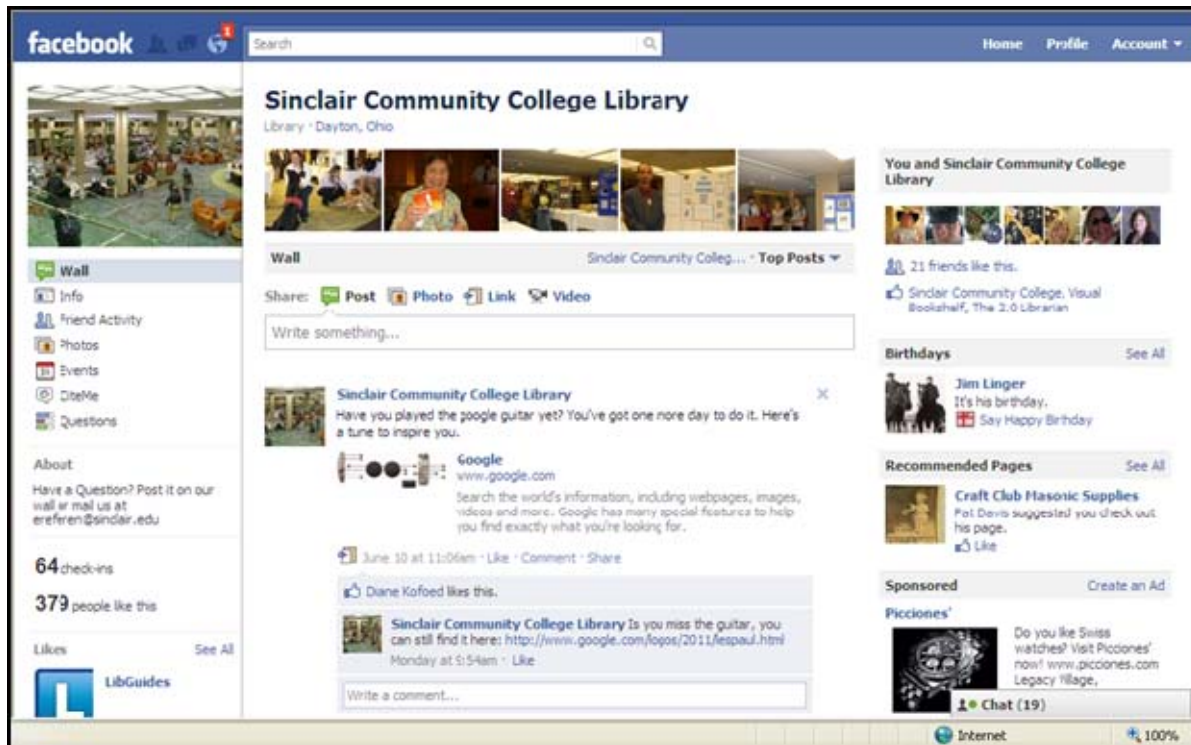 facebook
1
Search
Home Profile Account
Sinclair Community College Library
Library · Dayton, Ohio
Wall
Info
Friend Activity
Photos
Events
CiteMe
Questions
About
Have a Question? Post it on our
wall or mail us at
ereferen@sinclair.edu
64 check-ins
379 people like this
Likes See All
LibGuides
Wall Sinclair Community Colleg... · Top Posts
Share: Post Photo Link Video
Write something...
Sinclair Community College Library
Have you played the google guitar yet? You've got one more day to do it. Here's
a tune to inspire you.
Google
www.google.com
Search the world's information, including webpages, images,
videos and more. Google has many special features to help
you find exactly what you're looking for.
June 10 at 11:06am · Like · Comment · Share
Diane Kofoed likes this.
Sinclair Community College Library Is you miss the guitar, you
can still find it here: http://www.google.com/logos/2011/lespaul.html
Monday at 9:54am · Like
Write a comment...
You and Sinclair Community College
Library
21 friends like this.
Sinclair Community College, Visual
Bookshelf, The 2.0 Librarian
Birthdays See All
Jim Linger
It's his birthday.
Say Happy Birthday
Recommended Pages See All
Craft Club Masonic Supplies
Pat Davis suggested you check out
his page.
Like
Sponsored Create an Ad
Picciones'
Do you like Swiss
watches? Visit Picciones'
now! www.picciones.com
Legacy Village,
Chat (19)
Internet 100%